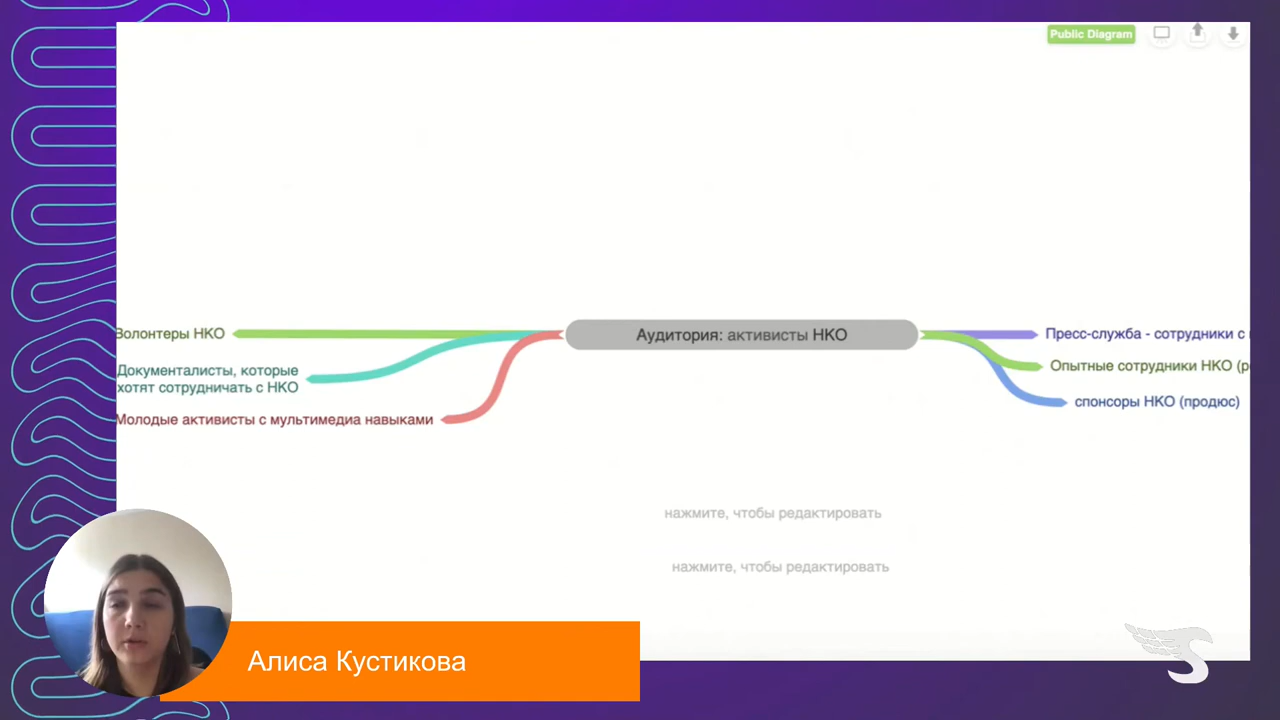 Public Diagram
Волонтеры НКО
Документалисты, которые
хотят сотрудничать с НКО
Молодые активисты с мультимедиа навыками
Аудитория: активисты НКО
Пресс-служба - сотрудники с
Опытные сотрудники НКО
спонсоры НКО (продюс)
нажмите, чтобы редактировать
нажмите, чтобы редактировать
Алиса Кустикова